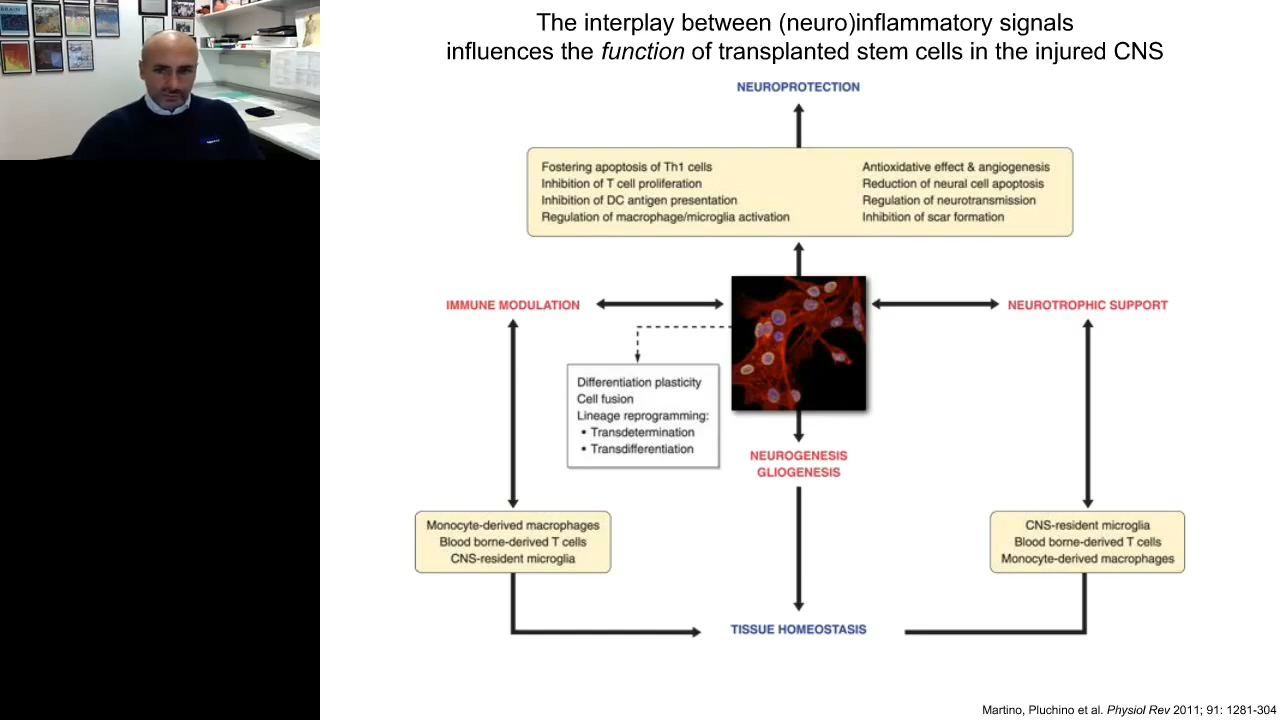 The interplay between (neuro)inflammatory signals
influences the function of transplanted stem cells in the injured CNS
NEUROPROTECTION
Fostering apoptosis of Th1 cells
Inhibition of T cell proliferation
Inhibition of DC antigen presentation
Regulation of macrophage/microglia activation
Antioxidative effect & angiogenesis
Reduction of neural cell apoptosis
Regulation of neurotransmission
Inhibition of scar formation
IMMUNE MODULATION
NEUROTROPHIC SUPPORT
Differentiation plasticity
Cell fusion
Lineage reprogramming:
• Transdetermination
• Transdifferentiation
NEUROGENESIS
GLIOGENESIS
Monocyte-derived macrophages
Blood borne-derived T cells
CNS-resident microglia
CNS-resident microglia
Blood borne-derived T cells
Monocyte-derived macrophages
TISSUE HOMEOSTASIS
Martino, Pluchino et al. Physiol Rev 2011; 91: 1281-304
BRAIN